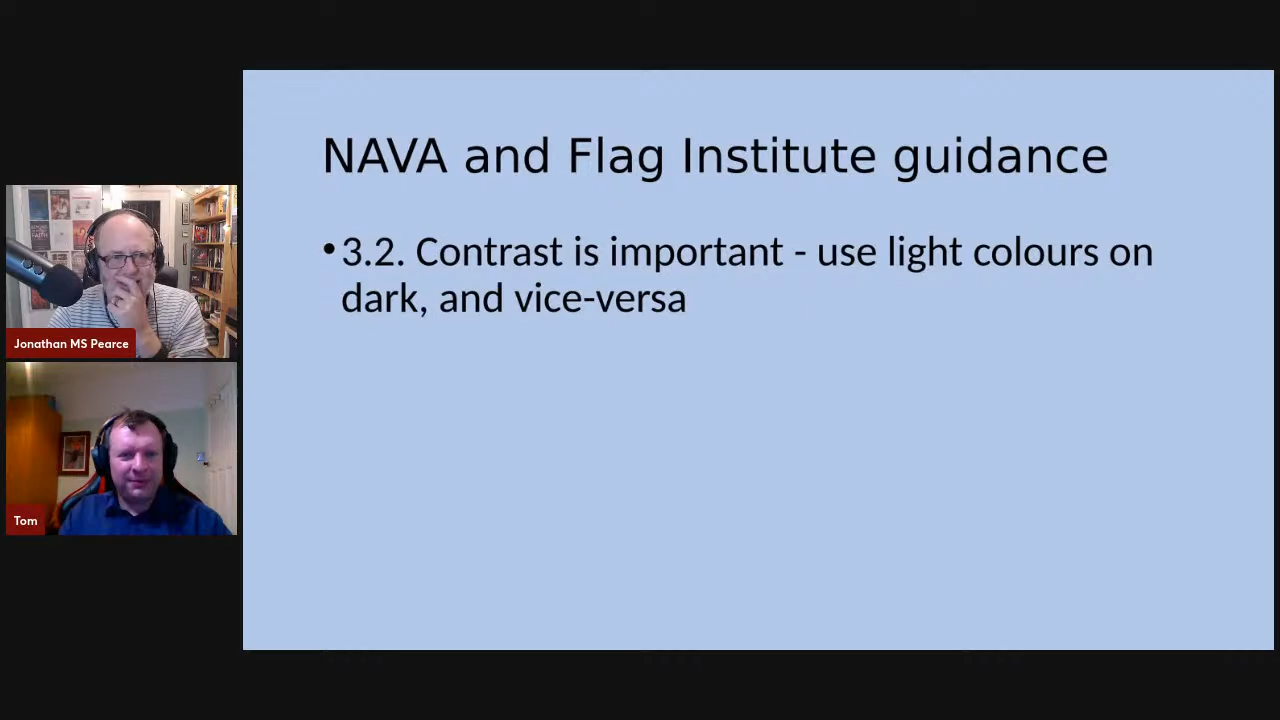 NAVA and Flag Institute guidance
•3.2. Contrast is important - use light colours on
dark, and vice-versa
Jonathan MS Pearce
Tom